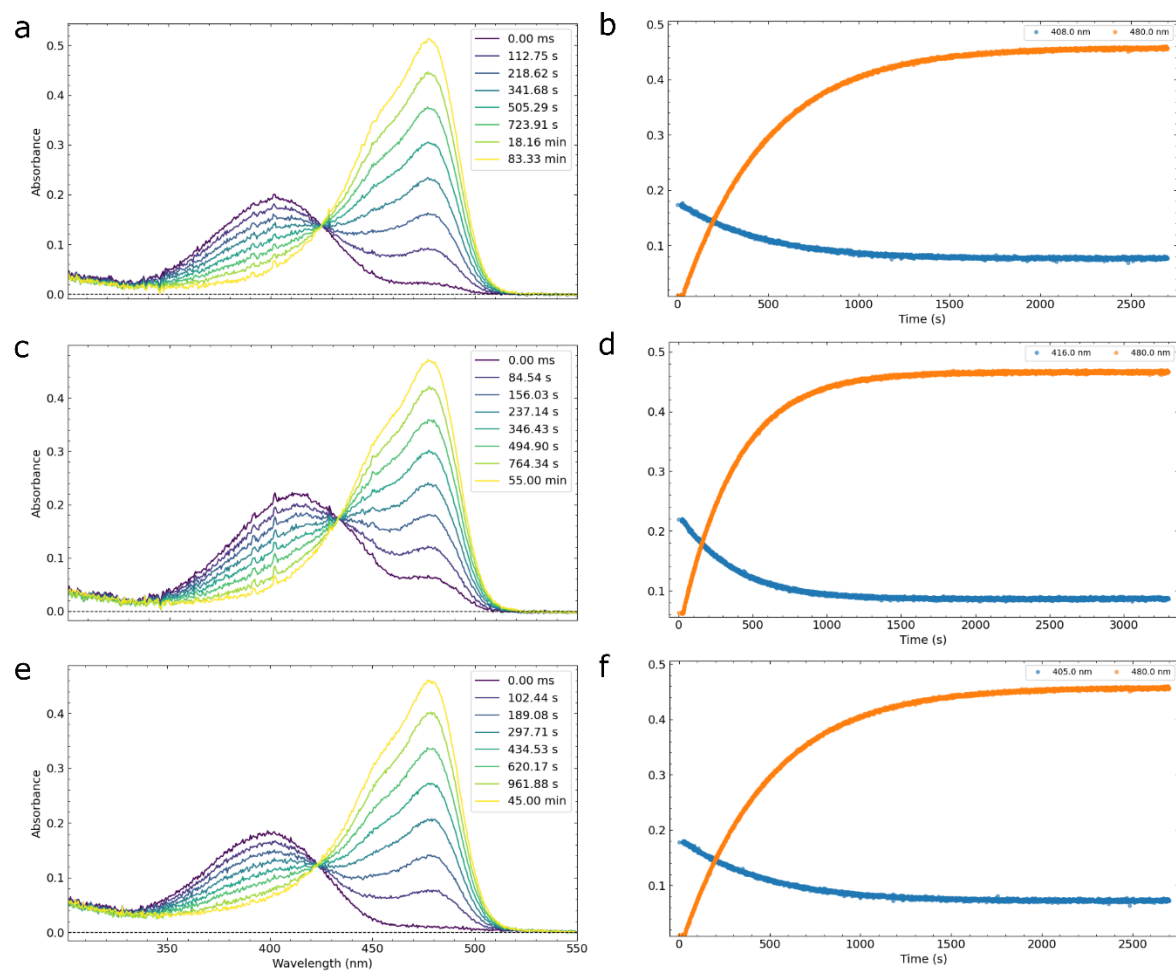 a
0.5
0.4
0.3
0.2
0.1
0.0
Absorbance
0.00 ms
112.75 s
218.62 s
341.68 s
505.29 s
723.91 s
18.16 min
83.33 min
b
0.5
0.4
0.3
0.2
0.1
408.0 nm
480.0 nm
0
500
1000
1500
2000
2500
Time (s)
c
0.5
0.4
0.3
0.2
0.1
0.0
Absorbance
0.00 ms
84.54 s
156.03 s
237.14 s
346.43 s
494.90 s
764.34 s
55.00 min
d
0.5
0.4
0.3
0.2
0.1
416.0 nm
480.0 nm
0
500
1000
1500
2000
2500
3000
Time (s)
e
0.5
0.4
0.3
0.2
0.1
0.0
Absorbance
0.00 ms
102.44 s
189.08 s
297.71 s
434.53 s
620.17 s
961.88 s
45.00 min
350
400
450
500
550
Wavelength (nm)
f
0.5
0.4
0.3
0.2
0.1
405.0 nm
480.0 nm
0
500
1000
1500
2000
2500
Time (s)